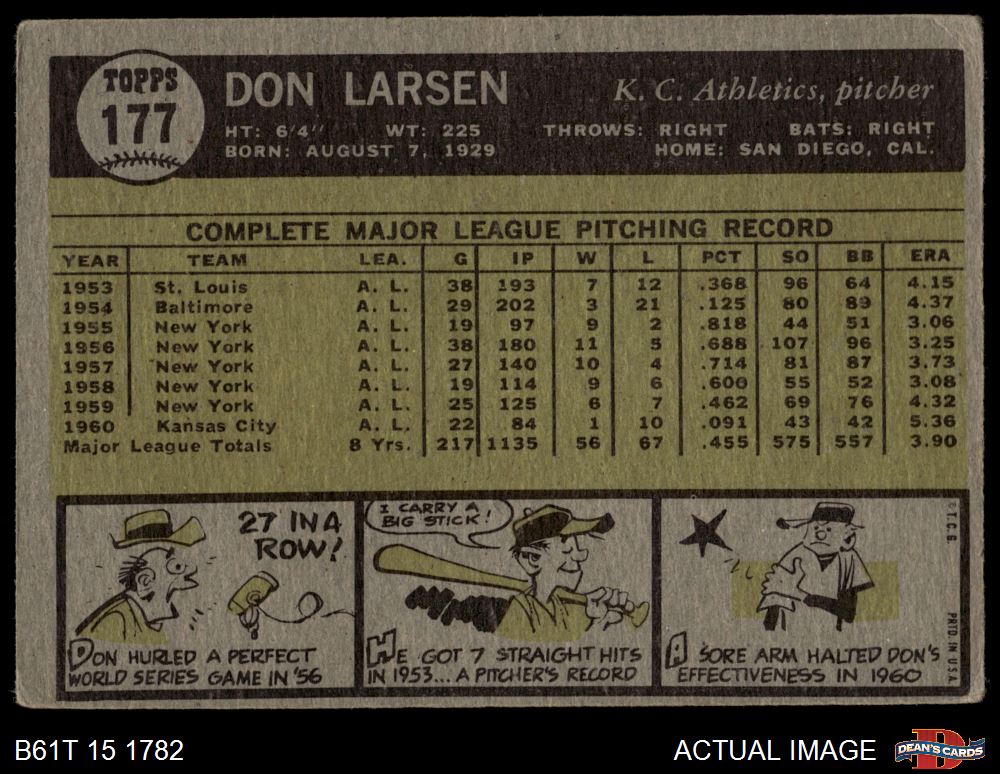 TOPPS
177
DON LARSEN
K. C. Athletics, pitcher
HT: 6'4" WT: 225 THROWS: RIGHT BATS: RIGHT
BORN: AUGUST 7, 1929 HOME: SAN DIEGO, CAL.
COMPLETE MAJOR LEAGUE PITCHING RECORD
YEAR TEAM LEA. G IP W L PCT SO BB ERA
1953 St. Louis A. L. 38 193 7 12 .368 96 64 4.15
1954 Baltimore A. L. 29 202 3 21 .125 80 89 4.37
1955 New York A. L. 19 97 9 2 .818 44 51 3.06
1956 New York A. L. 38 180 11 5 .688 107 96 3.25
1957 New York A. L. 27 140 10 4 .714 81 87 3.73
1958 New York A. L. 19 114 9 6 .600 55 52 3.08
1959 New York A. L. 25 125 6 7 .462 69 76 4.32
1960 Kansas City A. L. 22 84 1 10 .091 43 42 5.36
Major League Totals 8 Yrs. 217 1135 56 67 .455 575 557 3.90
27 IN A
ROW!
DON HURLED A PERFECT
WORLD SERIES GAME IN '56
I CARRY A
BIG STICK!
HE GOT 7 STRAIGHT HITS
IN 1953... A PITCHER'S RECORD
A SORE ARM HALTED DON'S
EFFECTIVENESS IN 1960
© T.C.G. PRTD. IN U.S.A.
B61T 15 1782
ACTUAL IMAGE
DEAN'S CARDS